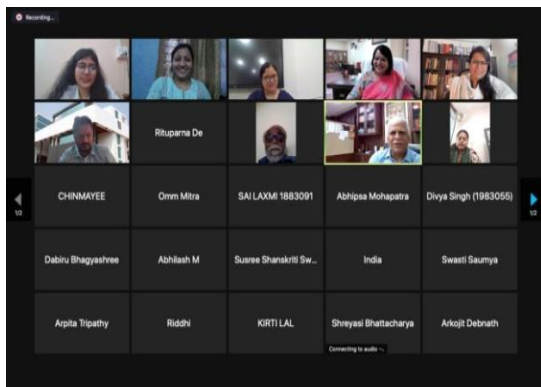 Recording...
Rituparna De
CHINMAYEE
Omm Mitra
SAI LAXMI 1883091
Abhipsa Mohapatra
Divya Singh (1983055)
1/2
1/2
Dabiru Bhagyashree
Abhilash M
Susree Shanskriti Sw...
India
Swasti Saumya
Arpita Tripathy
Riddhi
KIRTI LAL
Shreyasi Bhattacharya
Arkojit Debnath
Connecting to audio